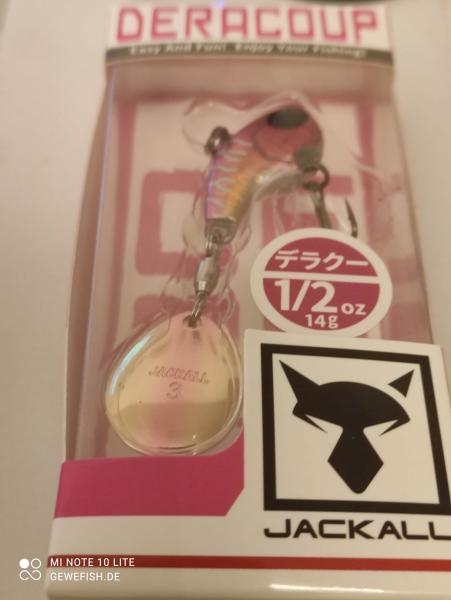 DERACOUP
Easy And Fun! Enjoy Your Fishing!
デラクー
1/2oz
14g
JACKALL
3
JACKALL
MI NOTE 10 LITE
GEWEFISH.DE